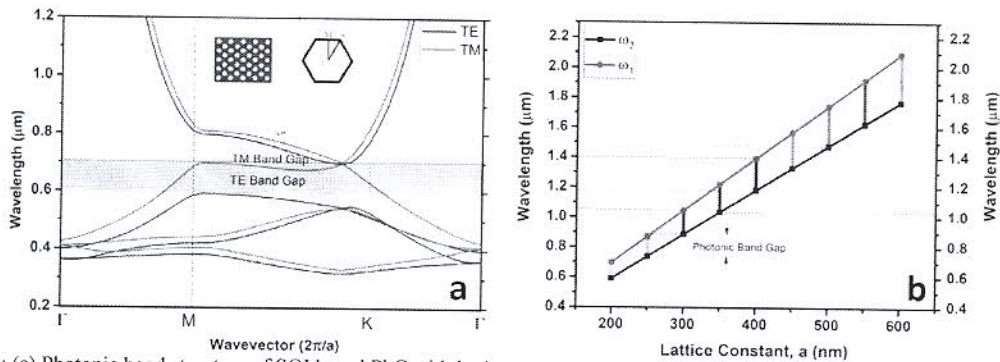 1.2
1.0
0.8
0.6
0.4
0.2
Wavelength (μm)
TE
TM
TM Band Gap
TE Band Gap
a
Γ M K Γ
Wavevector (2π/a)
2.2
2.0
1.8
1.6
1.4
1.2
1.0
0.8
0.6
0.4
Wavelength (μm)
ω₂
ω₁
Photonic Band Gap
b
2.2
2.0
1.8
1.6
1.4
1.2
1.0
0.8
0.6
0.4
Wavelength (μm)
200 300 400 500 600
Lattice Constant, a (nm)
(a) Photonic band